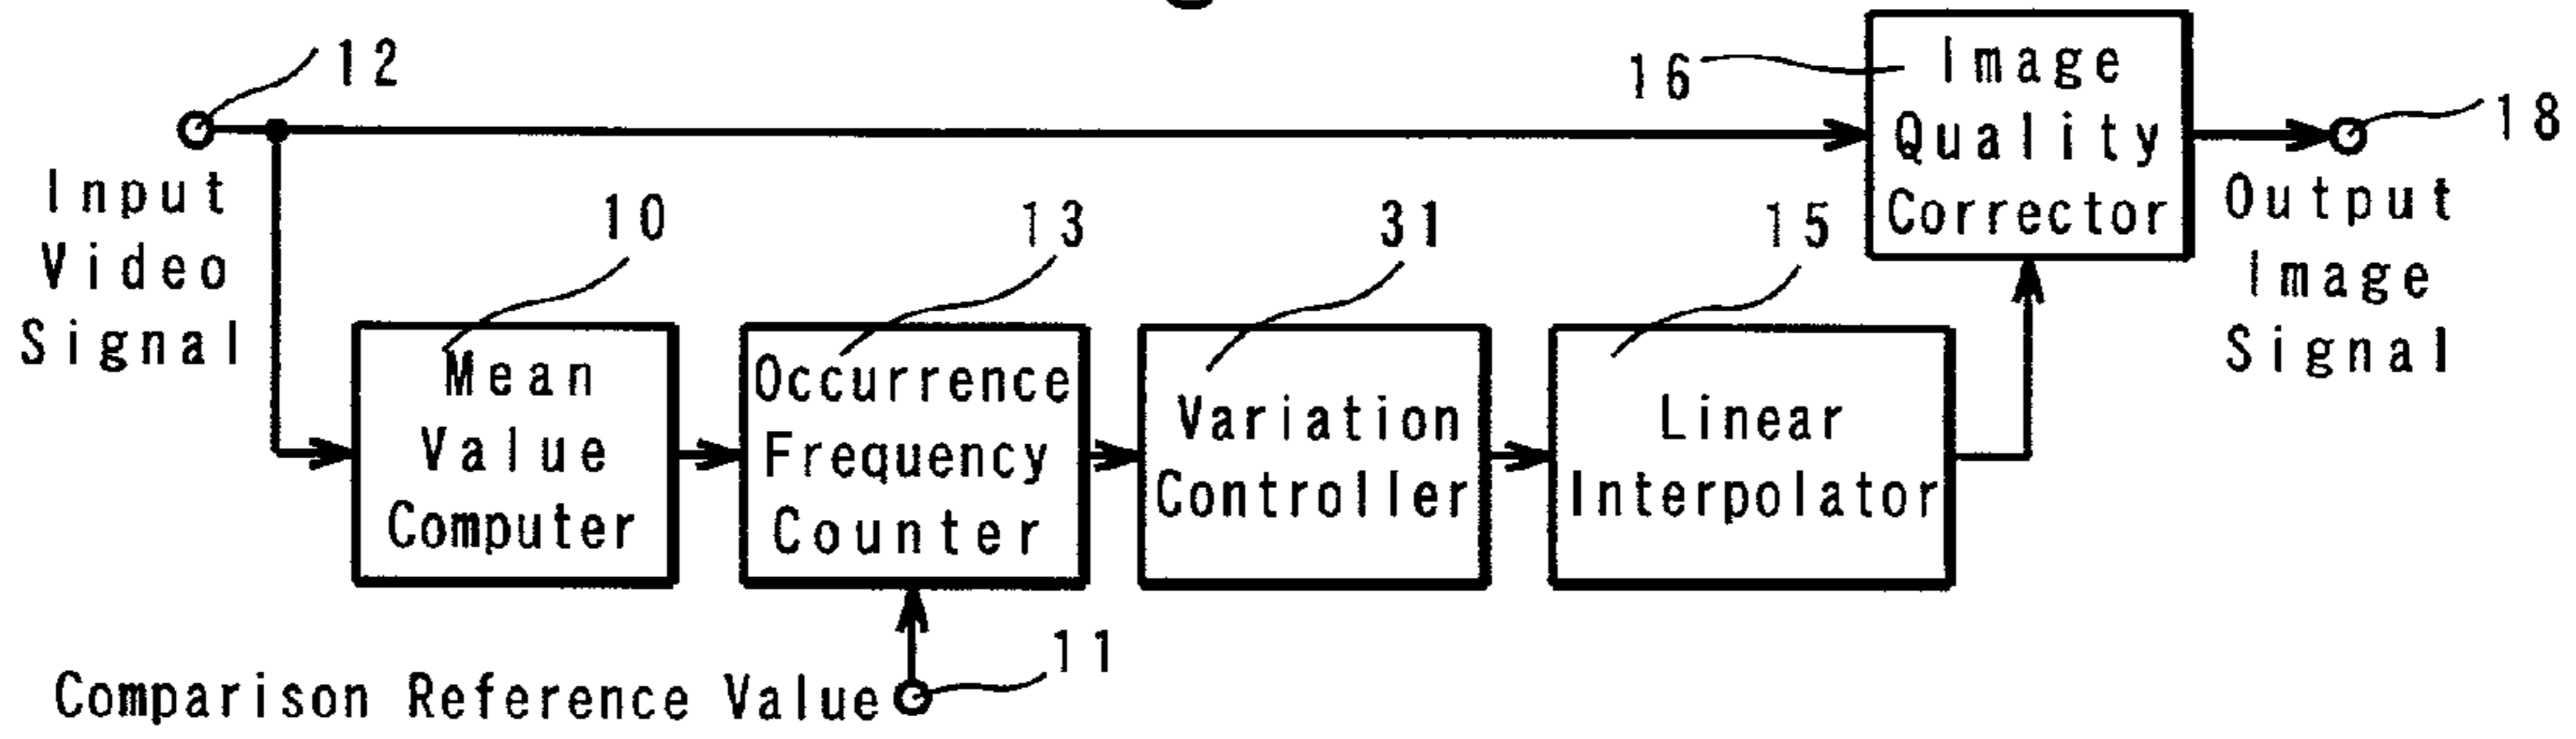 12
16
Image
Quality
Corrector
18
Input
Video
Signal
Output
Image
Signal
10
13
31
15
Mean
Value
Computer
Occurrence
Frequency
Counter
Variation
Controller
Linear
Interpolator
11
Comparison Reference Value